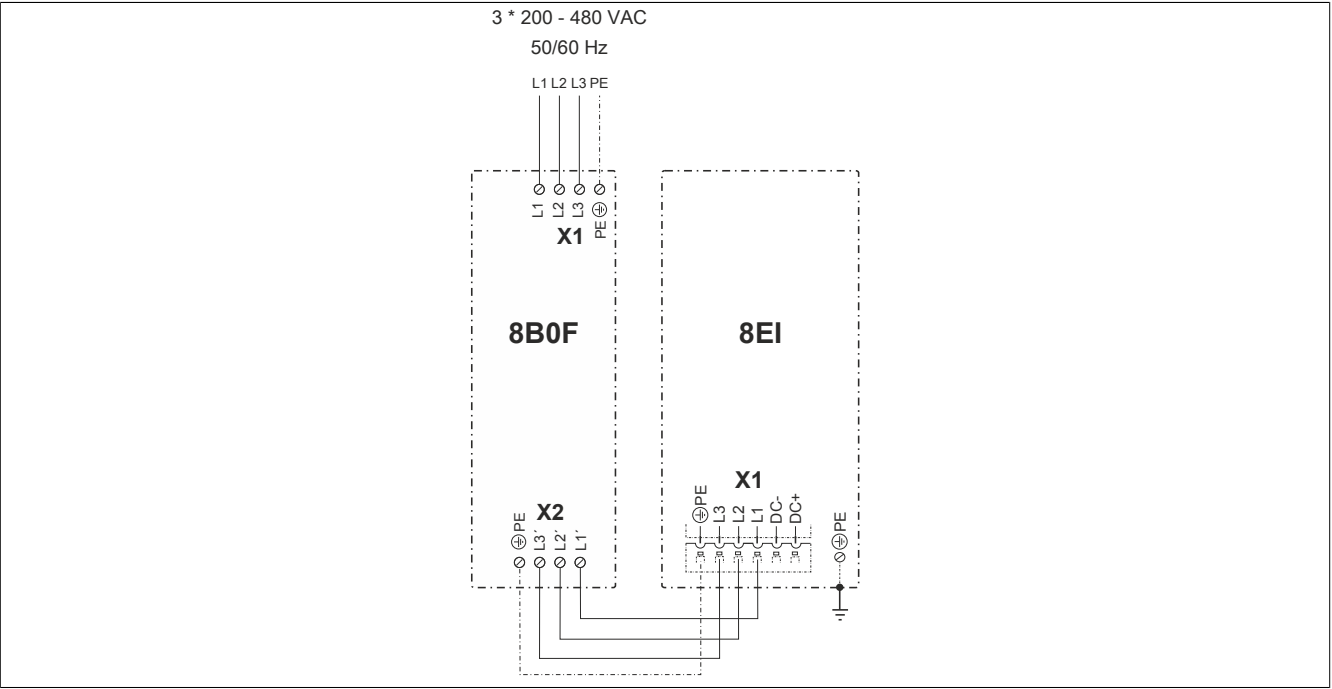 3 * 200 - 480 VAC
50/60 Hz
L1 L2 L3 PE
L1 L2 L3 PE
X1
8B0F
8EI
X2
PE L3´ L2´ L1´
X1
PE L3 L2 L1 DC- DC+
PE